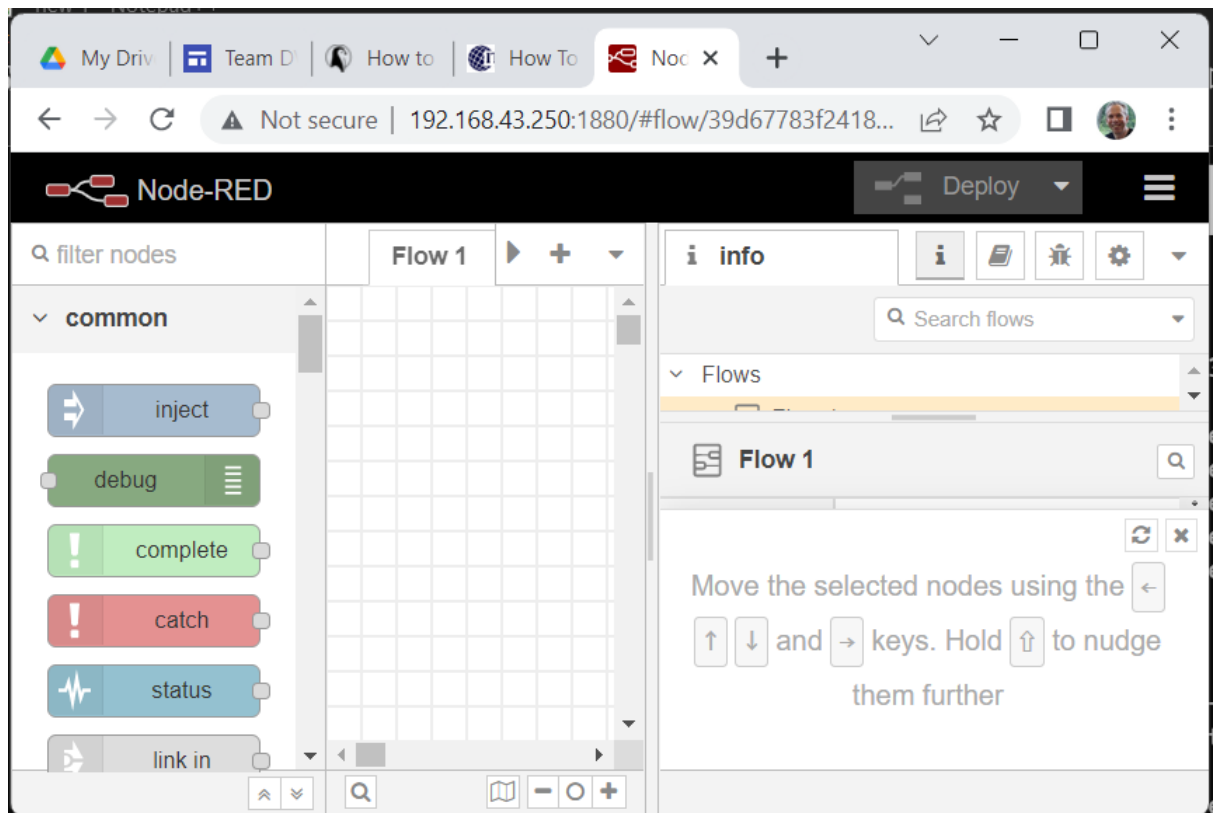 My Driv
Team D
How to
How To
Nod
Not secure
192.168.43.250:1880/#flow/39d67783f2418...
Node-RED
Deploy
filter nodes
Flow 1
i info
i
Search flows
common
Flows
inject
Flow 1
debug
complete
Move the selected nodes using the ←
↑ ↓ and → keys. Hold ⇧ to nudge
them further
catch
status
link in